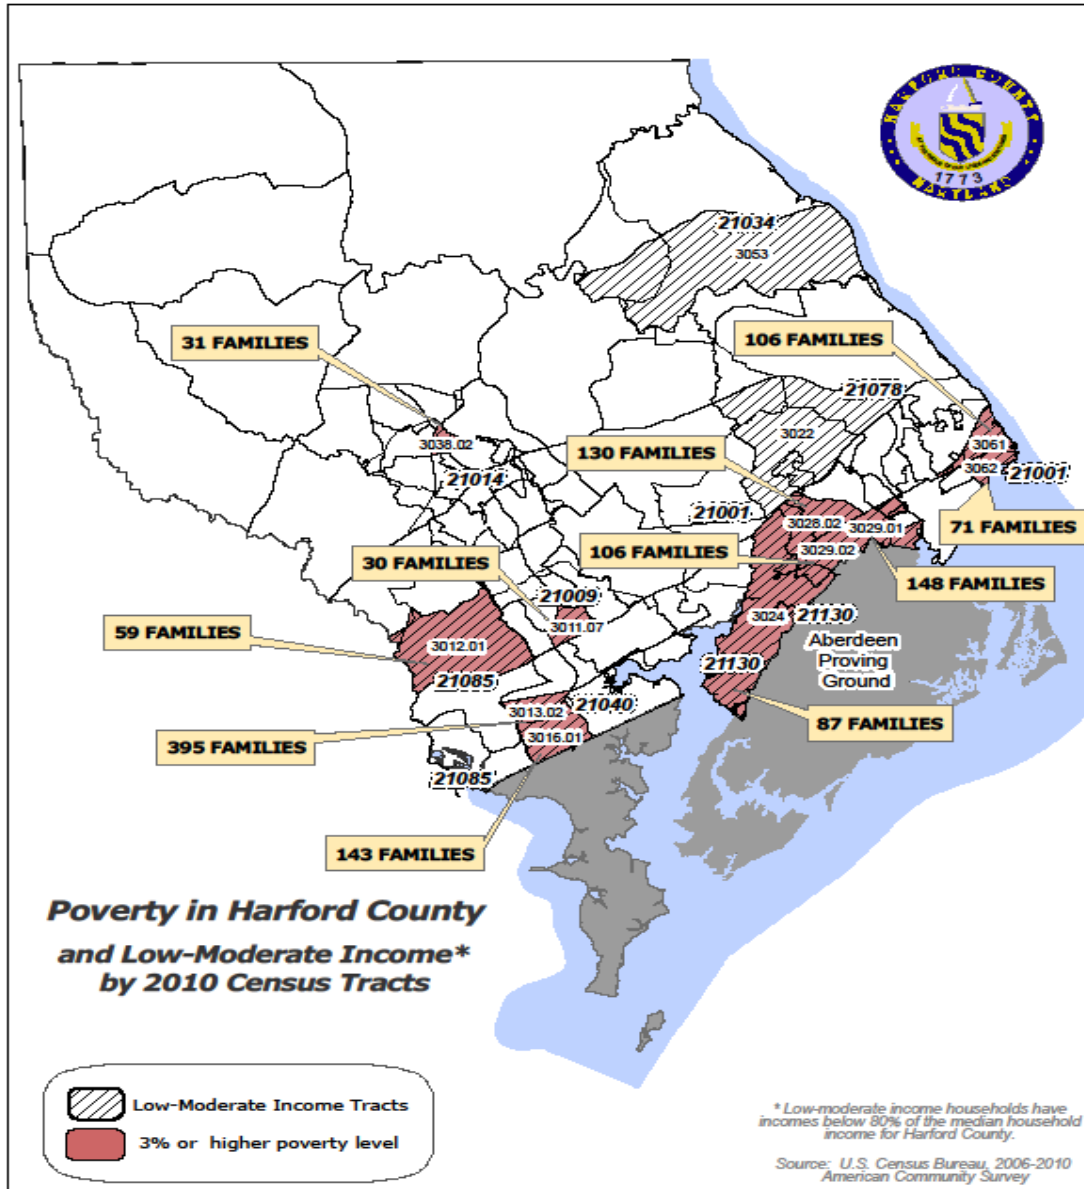 HARFORD COUNTY
1773
MARYLAND
21034
3053
31 FAMILIES
106 FAMILIES
21078
3022
3038.02
3061
130 FAMILIES
3062
21001
21014
21001
71 FAMILIES
3028.02
3029.01
106 FAMILIES
3029.02
30 FAMILIES
148 FAMILIES
21009
59 FAMILIES
3011.07
3024
21130
3012.01
Aberdeen
Proving
Ground
21130
21085
21040
3013.02
87 FAMILIES
395 FAMILIES
3016.01
21085
143 FAMILIES
Poverty in Harford County
and Low-Moderate Income*
by 2010 Census Tracts
Low-Moderate Income Tracts
3% or higher poverty level
* Low-moderate income households have
incomes below 80% of the median household
income for Harford County.
Source: U.S. Census Bureau, 2006-2010
American Community Survey